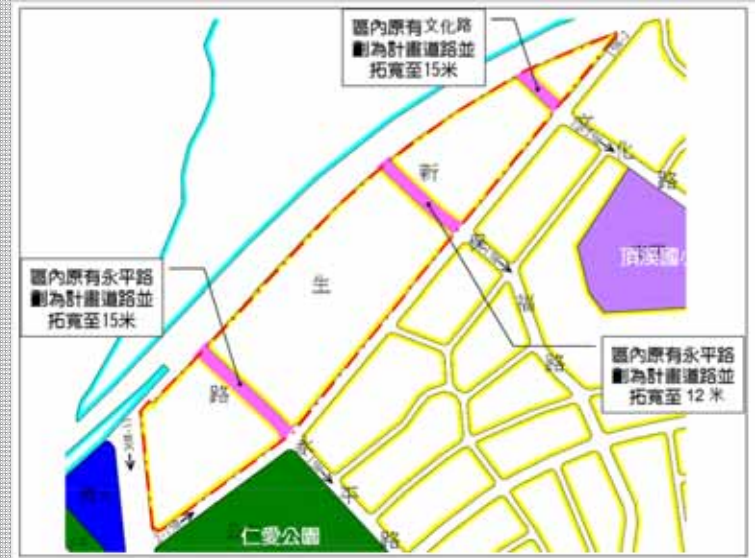 區內原有文化路
劃為計畫道路並
拓寬至15米
新
生
路
文
化
路
頂溪國小
福
路
區內原有永平路
劃為計畫道路並
拓寬至15米
區內原有永平路
劃為計畫道路並
拓寬至 12 米
永
平
路
仁愛公園